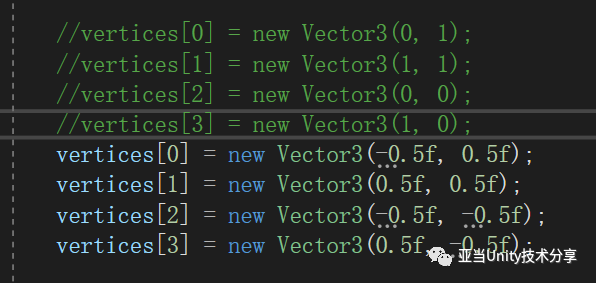 //vertices[0] = new Vector3(0, 1);
//vertices[1] = new Vector3(1, 1);
//vertices[2] = new Vector3(0, 0);
//vertices[3] = new Vector3(1, 0);
vertices[0] = new Vector3(-0.5f, 0.5f);
vertices[1] = new Vector3(0.5f, 0.5f);
vertices[2] = new Vector3(-0.5f, -0.5f);
vertices[3] = new Vector3(0.5f, -0.5f);
亚当Unity技术分享